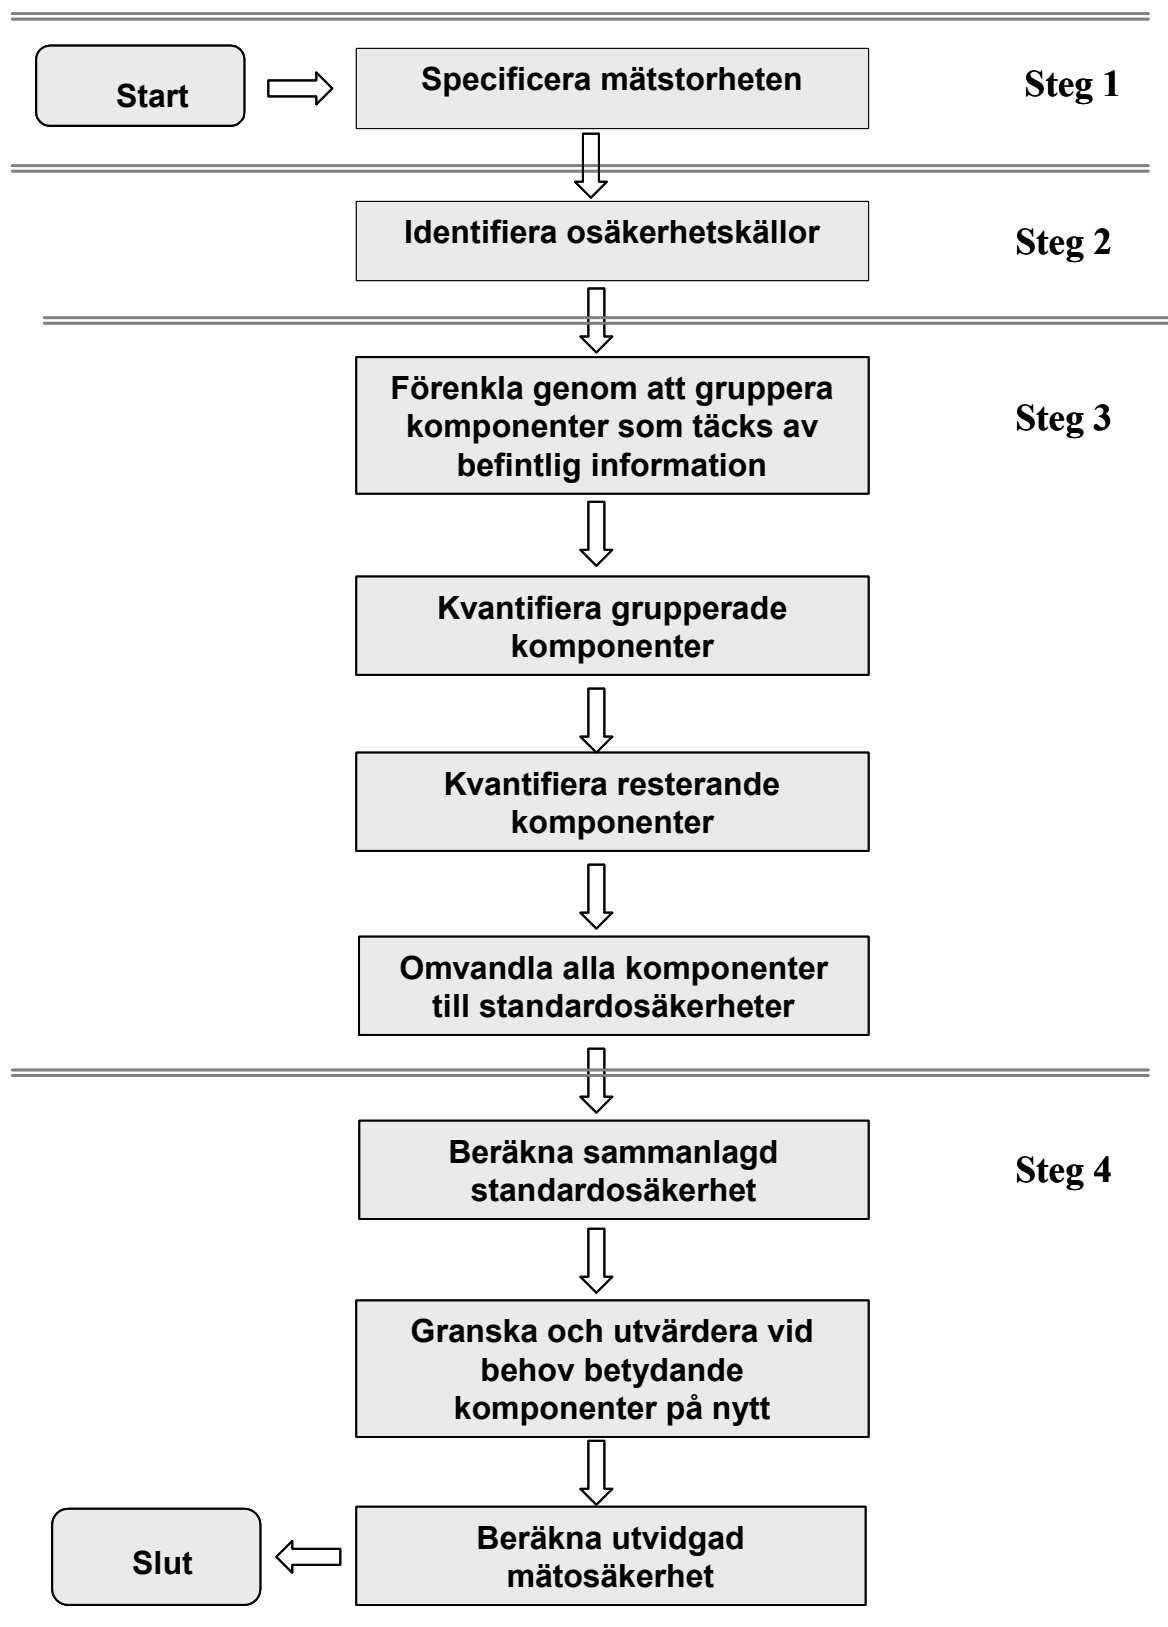 Start
Specificera mätstorheten
Steg 1
Identifiera osäkerhetskällor
Steg 2
Förenkla genom att gruppera
komponenter som täcks av
befintlig information
Steg 3
Kvantifiera grupperade
komponenter
Kvantifiera resterande
komponenter
Omvandla alla komponenter
till standardosäkerheter
Beräkna sammanlagd
standardosäkerhet
Steg 4
Granska och utvärdera vid
behov betydande
komponenter på nytt
Beräkna utvidgad
mätosäkerhet
Slut